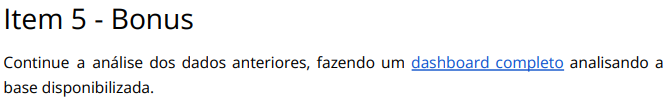 Item 5 - Bonus
Continue a análise dos dados anteriores, fazendo um dashboard completo analisando a
base disponibilizada.